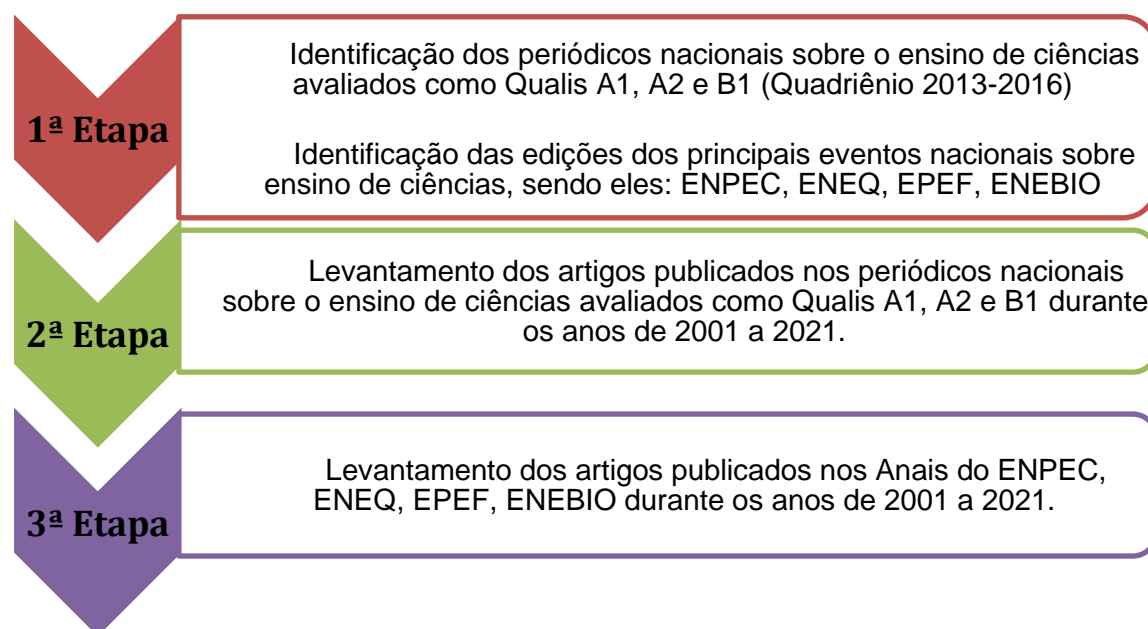 1ª Etapa
Identificação dos periódicos nacionais sobre o ensino de ciências
avaliados como Qualis A1, A2 e B1 (Quadriênio 2013-2016)
Identificação das edições dos principais eventos nacionais sobre
ensino de ciências, sendo eles: ENPEC, ENEQ, EPEF, ENEBIO
2ª Etapa
Levantamento dos artigos publicados nos periódicos nacionais
sobre o ensino de ciências avaliados como Qualis A1, A2 e B1 durante
os anos de 2001 a 2021.
3ª Etapa
Levantamento dos artigos publicados nos Anais do ENPEC,
ENEQ, EPEF, ENEBIO durante os anos de 2001 a 2021.